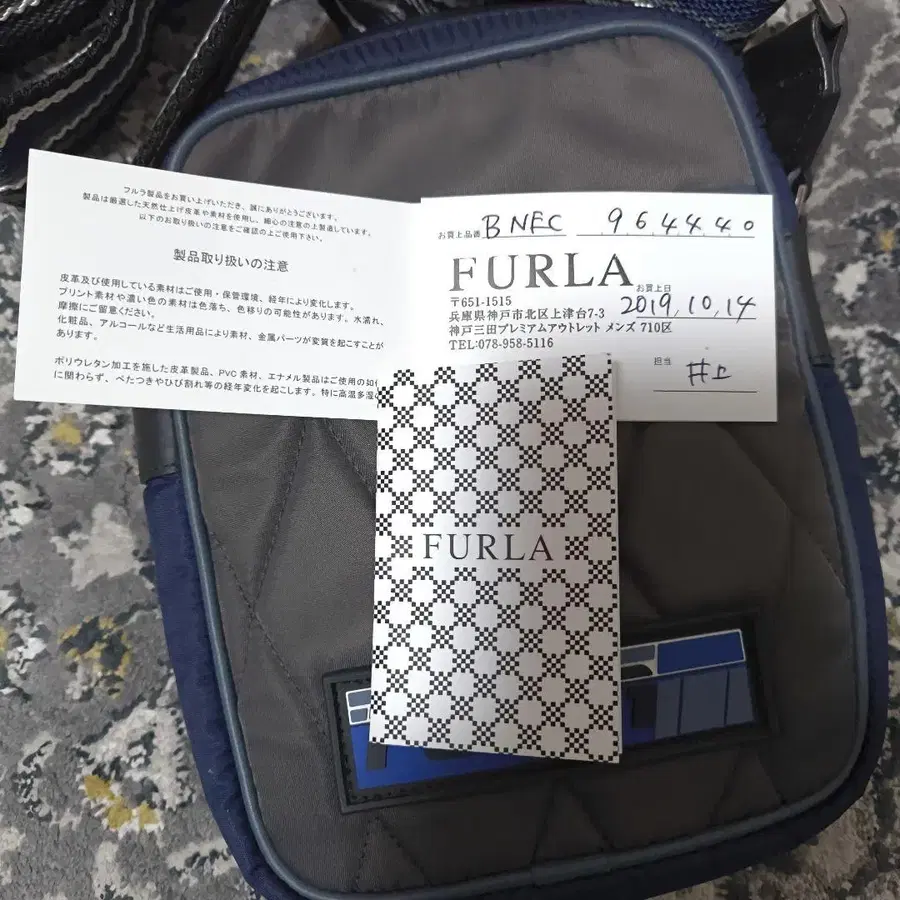 フルラ製品をお買い上げいただき、誠にありがとうございます。
製品は厳選した天然仕上げ皮革や素材を使用し、細心の注意の上製造しています。
以下のお取り扱いの注意をご確認の上ご使用下さい。
製品取り扱いの注意
皮革及び使用している素材はご使用・保管環境、経年により変化します。
プリント素材や濃い色の素材は色落ち、色移りの可能性があります。水濡れ、
摩擦にご留意ください。
化粧品、アルコールなど生活用品により素材、金属パーツが変質を起こすことが
あります。
ポリウレタン加工を施した皮革製品、PVC 素材、エナメル製品はご使用の如何
に関わらず、べたつきやひび割れ等の経年変化を起こします。特に高温多湿
お買上品番 BNFC 964440
FURLA
お買上日
〒651-1515
兵庫県神戸市北区上津台7-3 2019.10.14
神戸三田プレミアムアウトレット メンズ 710区
TEL:078-958-5116
担当
井上
FURLA